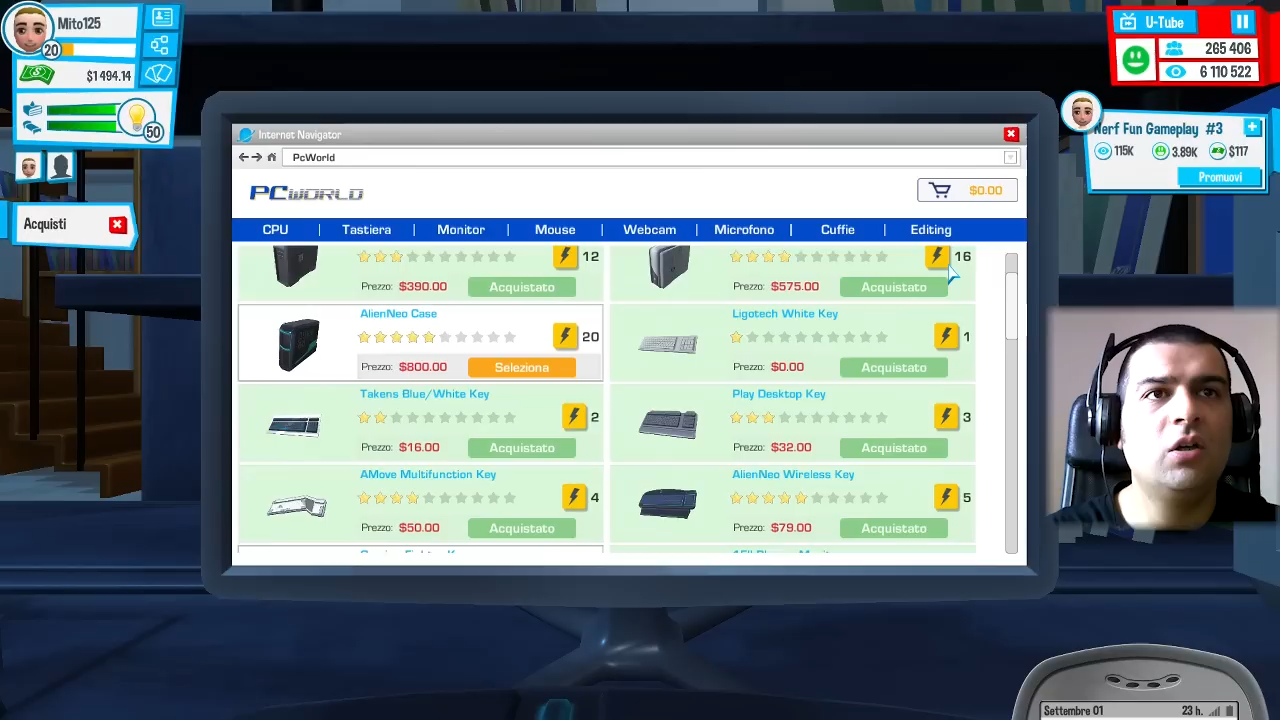 Mito125
20
$1 494.14
50
Acquisti
U-Tube
265 406
6 110 522
Nerf Fun Gameplay #3
115K 3.89K $117
Promuovi
Internet Navigator
PcWorld
PCWORLD
$0.00
CPU | Tastiera | Monitor | Mouse | Webcam | Microfono | Cuffie | Editing
12
Prezzo: $390.00 Acquistato
16
Prezzo: $575.00 Acquistato
AlienNeo Case
20
Prezzo: $800.00 Seleziona
Ligotech White Key
1
Prezzo: $0.00 Acquistato
Takens Blue/White Key
2
Prezzo: $16.00 Acquistato
Play Desktop Key
3
Prezzo: $32.00 Acquistato
AMove Multifunction Key
4
Prezzo: $50.00 Acquistato
AlienNeo Wireless Key
5
Prezzo: $79.00 Acquistato
Settembre 01 23 h.